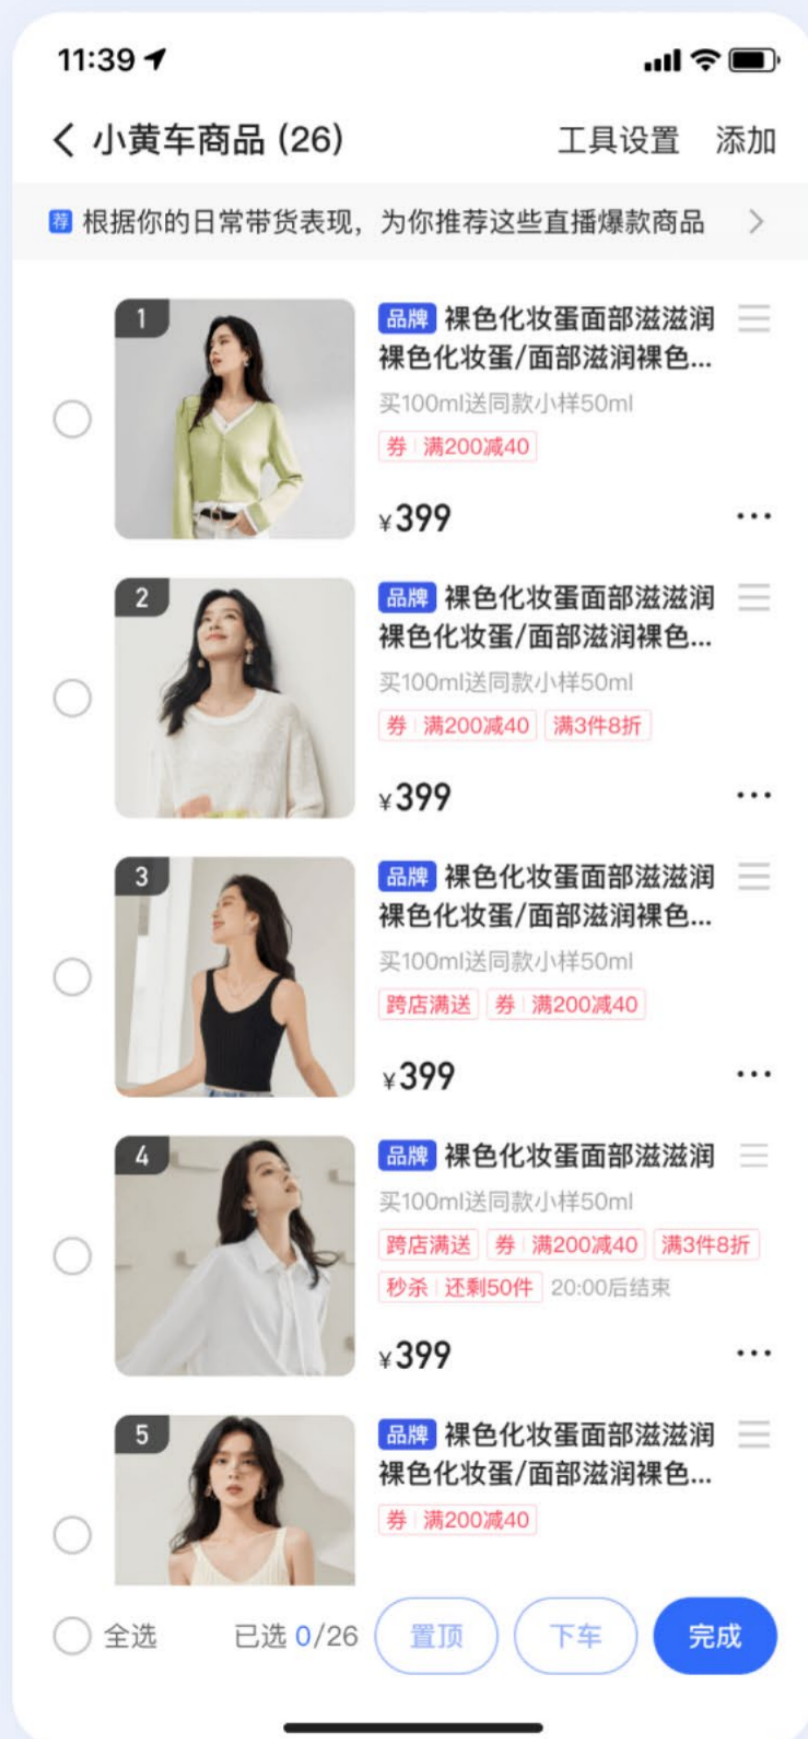 11:39
小黄车商品 (26) 工具设置 添加
荐 根据你的日常带货表现，为你推荐这些直播爆款商品
1
品牌 裸色化妆蛋面部滋滋润
裸色化妆蛋/面部滋润裸色...
买100ml送同款小样50ml
券 满200减40
¥399
2
品牌 裸色化妆蛋面部滋滋润
裸色化妆蛋/面部滋润裸色...
买100ml送同款小样50ml
券 满200减40 满3件8折
¥399
3
品牌 裸色化妆蛋面部滋滋润
裸色化妆蛋/面部滋润裸色...
买100ml送同款小样50ml
跨店满送 券 满200减40
¥399
4
品牌 裸色化妆蛋面部滋滋润
买100ml送同款小样50ml
跨店满送 券 满200减40 满3件8折
秒杀 还剩50件 20:00后结束
¥399
5
品牌 裸色化妆蛋面部滋滋润
裸色化妆蛋/面部滋润裸色...
券 满200减40
全选 已选 0/26 置顶 下车 完成